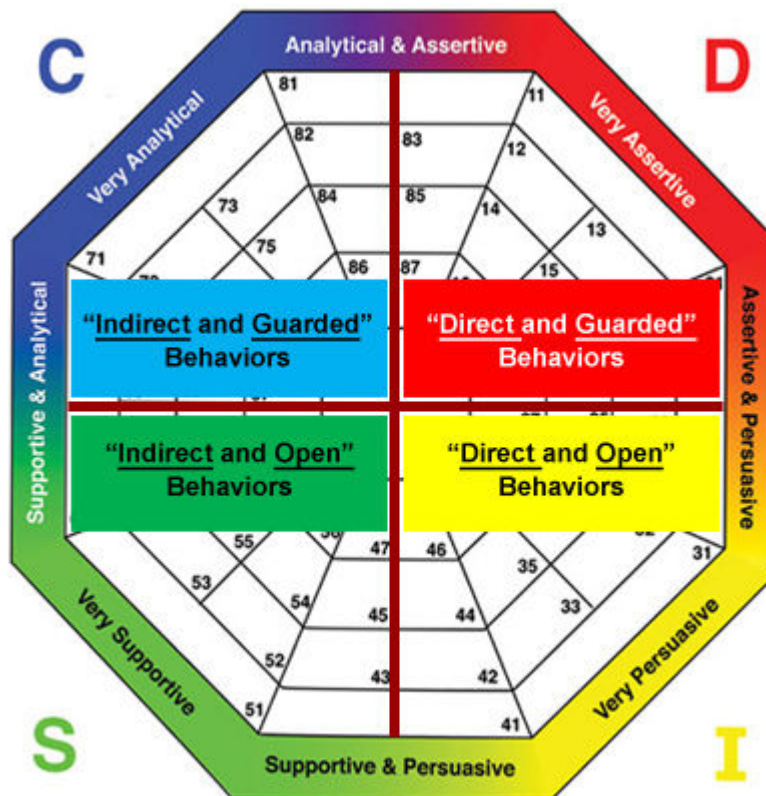 C
Analytical & Assertive
D
Very Analytical
Very Assertive
81
11
82
83
12
73
84
85
14
13
75
15
71
86
87
"Indirect and Guarded"
Behaviors
"Direct and Guarded"
Behaviors
Supportive & Analytical
Assertive & Persuasive
"Indirect and Open"
Behaviors
"Direct and Open"
Behaviors
55
47
46
31
53
35
54
45
44
33
52
43
42
51
41
Very Supportive
Very Persuasive
S
Supportive & Persuasive
I